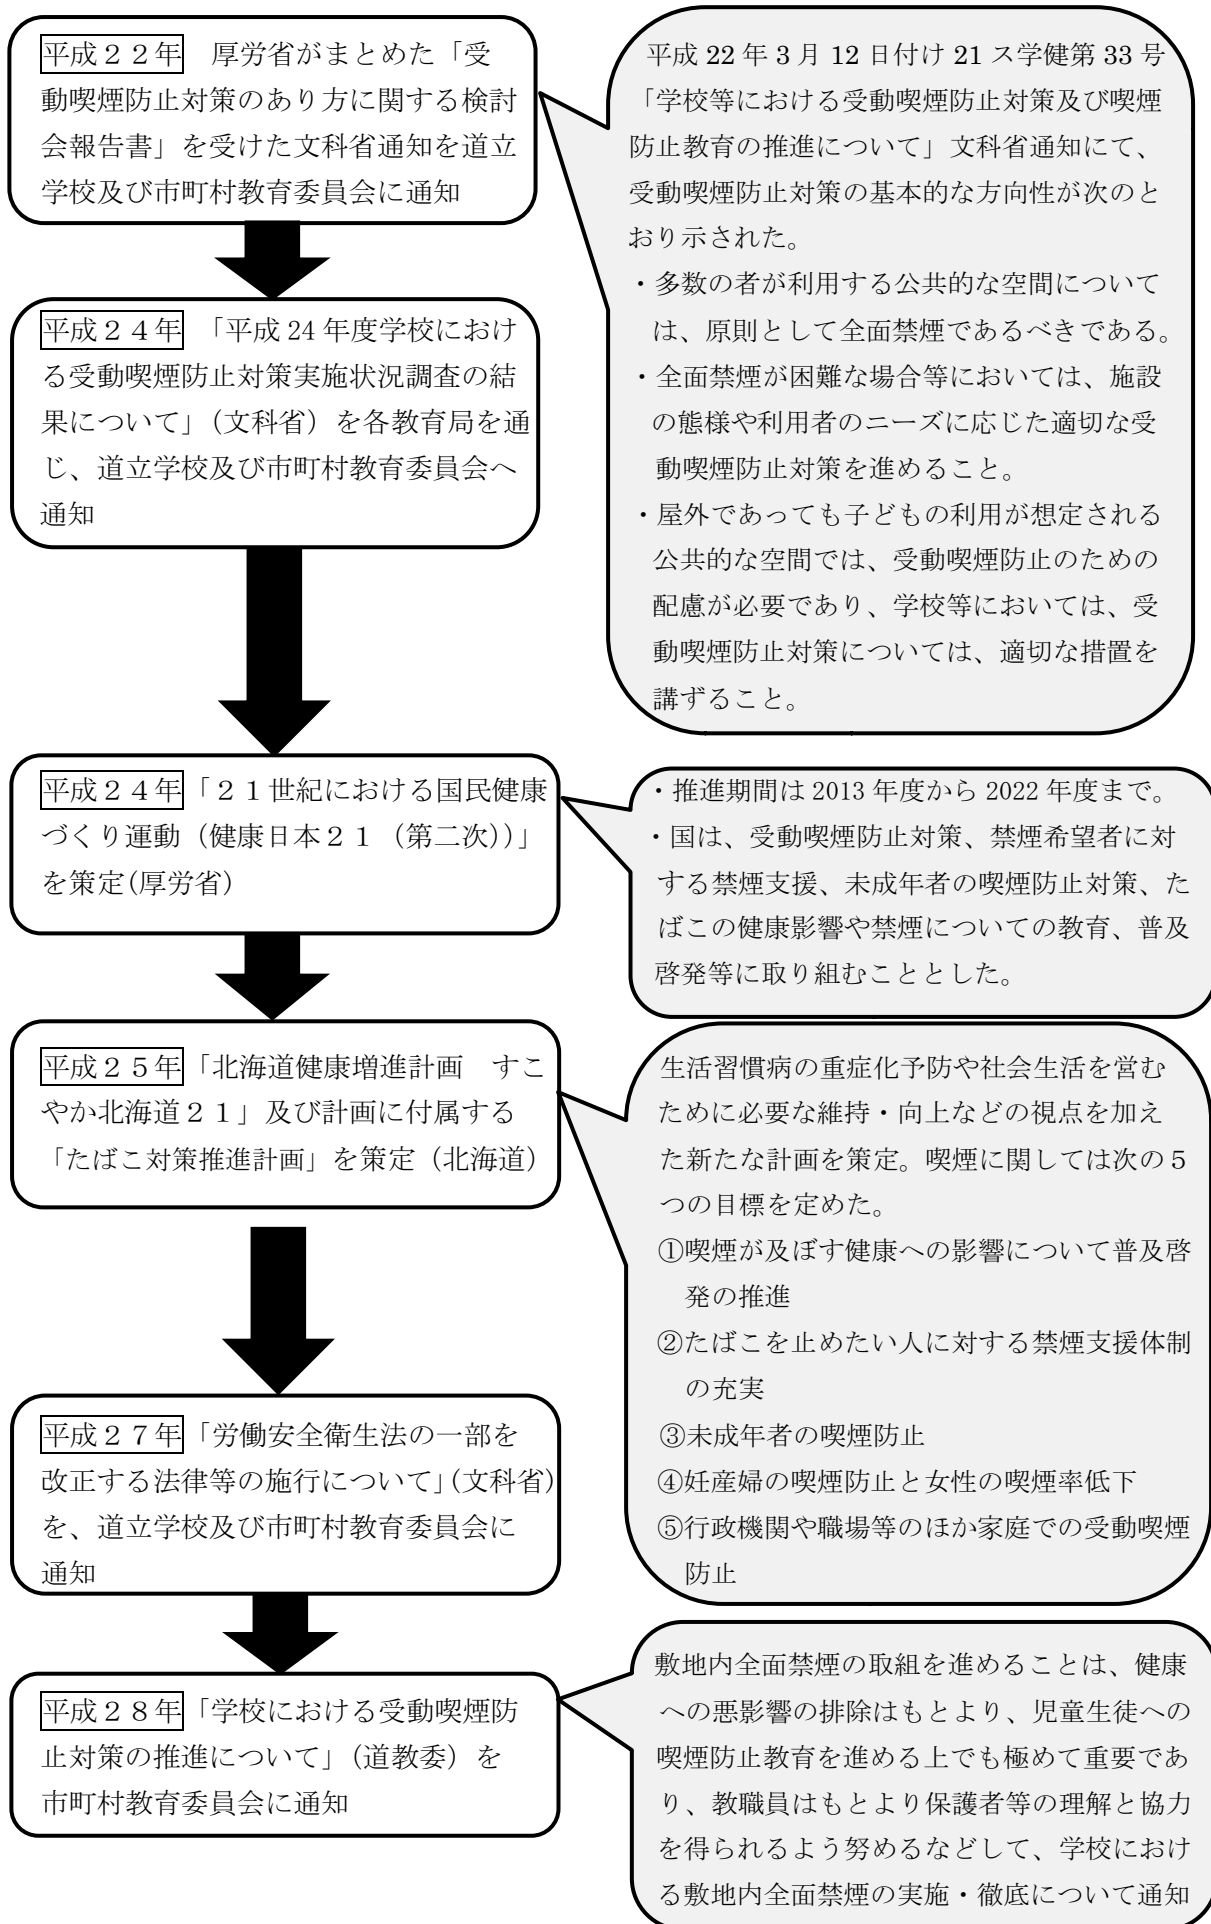 平成２２年　厚労省がまとめた「受
動喫煙防止対策のあり方に関する検討
会報告書」を受けた文科省通知を道立
学校及び市町村教育委員会に通知
平成 22 年 3 月 12 日付け 21 ス学健第 33 号
「学校等における受動喫煙防止対策及び喫煙
防止教育の推進について」文科省通知にて、
受動喫煙防止対策の基本的な方向性が次のと
おり示された。
・多数の者が利用する公共的な空間について
は、原則として全面禁煙であるべきである。
・全面禁煙が困難な場合等においては、施設
の態様や利用者のニーズに応じた適切な受
動喫煙防止対策を進めること。
・屋外であっても子どもの利用が想定される
公共的な空間では、受動喫煙防止のための
配慮が必要であり、学校等においては、受
動喫煙防止対策については、適切な措置を
講ずること。
平成２４年　「平成 24 年度学校におけ
る受動喫煙防止対策実施状況調査の結
果について」（文科省）を各教育局を通
じ、道立学校及び市町村教育委員会へ
通知
平成２４年「２１世紀における国民健康
づくり運動（健康日本２１（第二次））」
を策定(厚労省)
・推進期間は 2013 年度から 2022 年度まで。
・国は、受動喫煙防止対策、禁煙希望者に対
する禁煙支援、未成年者の喫煙防止対策、た
ばこの健康影響や禁煙についての教育、普及
啓発等に取り組むこととした。
平成２５年「北海道健康増進計画　すこ
やか北海道２１」及び計画に付属する
「たばこ対策推進計画」を策定（北海道）
生活習慣病の重症化予防や社会生活を営む
ために必要な維持・向上などの視点を加え
た新たな計画を策定。喫煙に関しては次の５
つの目標を定めた。
①喫煙が及ぼす健康への影響について普及啓
発の推進
②たばこを止めたい人に対する禁煙支援体制
の充実
③未成年者の喫煙防止
④妊産婦の喫煙防止と女性の喫煙率低下
⑤行政機関や職場等のほか家庭での受動喫煙
防止
平成２７年「労働安全衛生法の一部を
改正する法律等の施行について」（文科省）
を、道立学校及び市町村教育委員会に
通知
平成２８年「学校における受動喫煙防
止対策の推進について」（道教委）を
市町村教育委員会に通知
敷地内全面禁煙の取組を進めることは、健康
への悪影響の排除はもとより、児童生徒への
喫煙防止教育を進める上でも極めて重要であ
り、教職員はもとより保護者等の理解と協力
を得られるよう努めるなどして、学校におけ
る敷地内全面禁煙の実施・徹底について通知